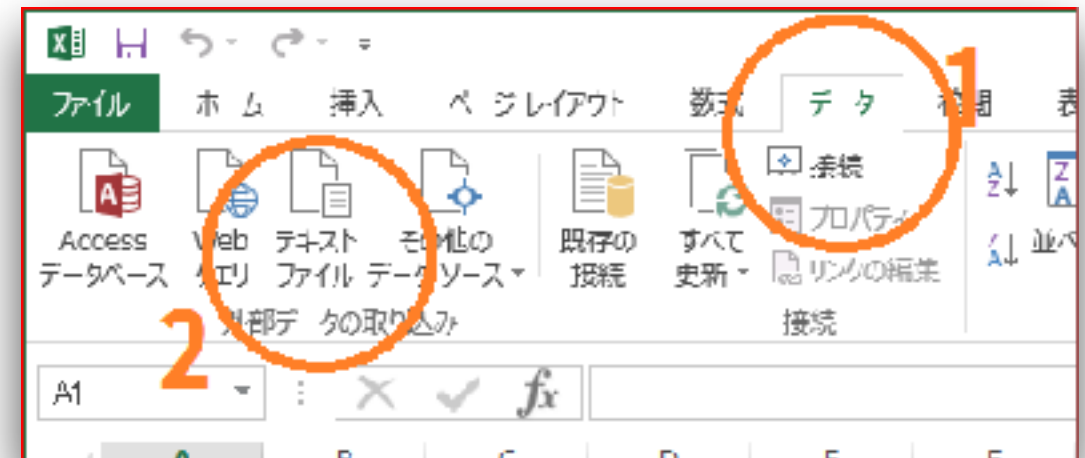 ファイル ホーム 挿入 ページレイアウト 数式 データ 校閲 表
1
接続
プロパティ
リンクの編集
Access データベース
Web クエリ
テキスト ファイル
その他の データソース
既存の 接続
すべて 更新
並べ
2
外部データの取り込み
接続
A1
fx
A B C D E F